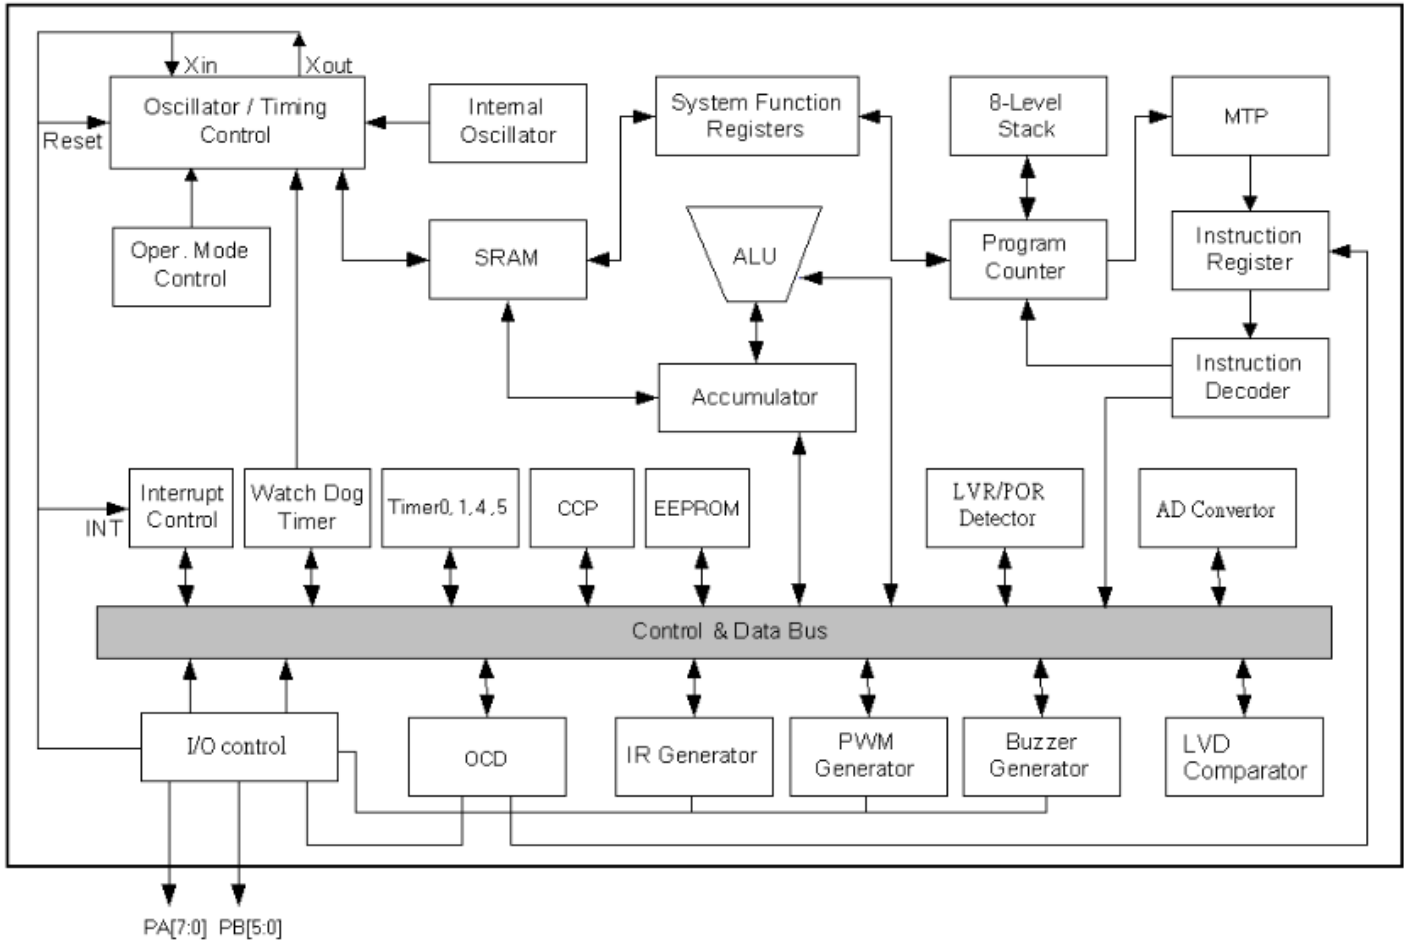 Xin
Xout
Oscillator / Timing
Control
Reset
Internal
Oscillator
System Function
Registers
8-Level
Stack
MTP
Oper. Mode
Control
SRAM
ALU
Program
Counter
Instruction
Register
Accumulator
Instruction
Decoder
Interrupt
Control
INT
Watch Dog
Timer
Timer0, 1, 4, 5
CCP
EEPROM
LVR/POR
Detector
AD Convertor
Control & Data Bus
I/O control
OCD
IR Generator
PWM
Generator
Buzzer
Generator
LVD
Comparator
PA[7:0] PB[5:0]